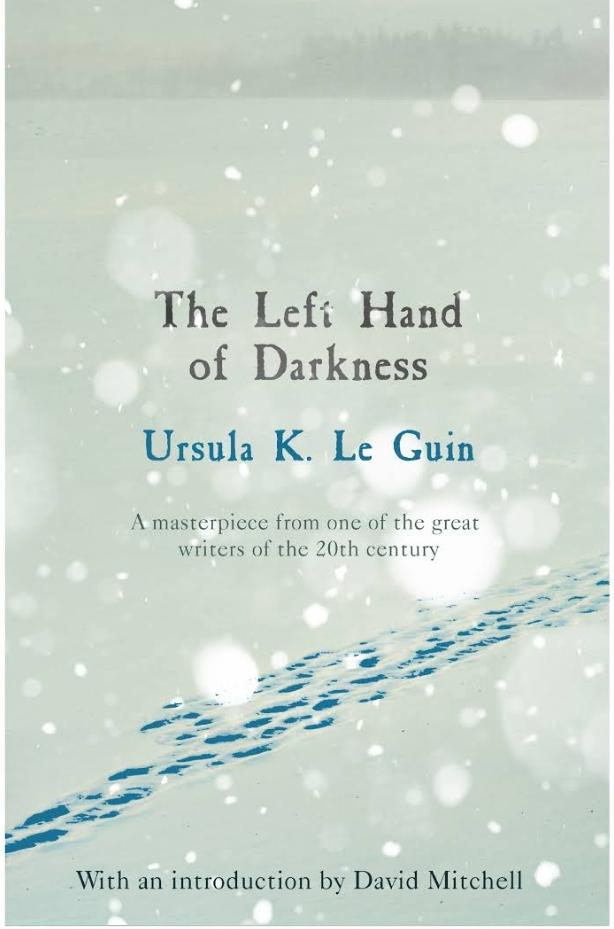 The Left Hand
of Darkness
Ursula K. Le Guin
A masterpiece from one of the great
writers of the 20th century
With an introduction by David Mitchell